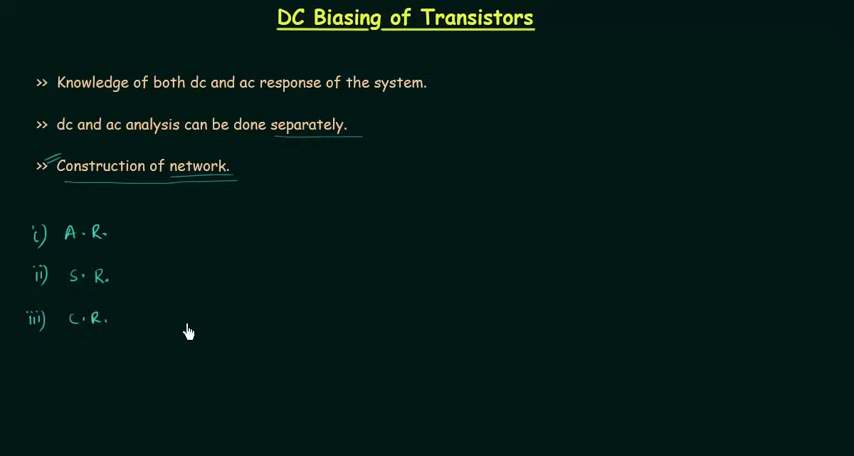 DC Biasing of Transistors
>> Knowledge of both dc and ac response of the system.
>> dc and ac analysis can be done separately.
>> Construction of network.
i) A.R.
ii) S.R.
iii) C.R.